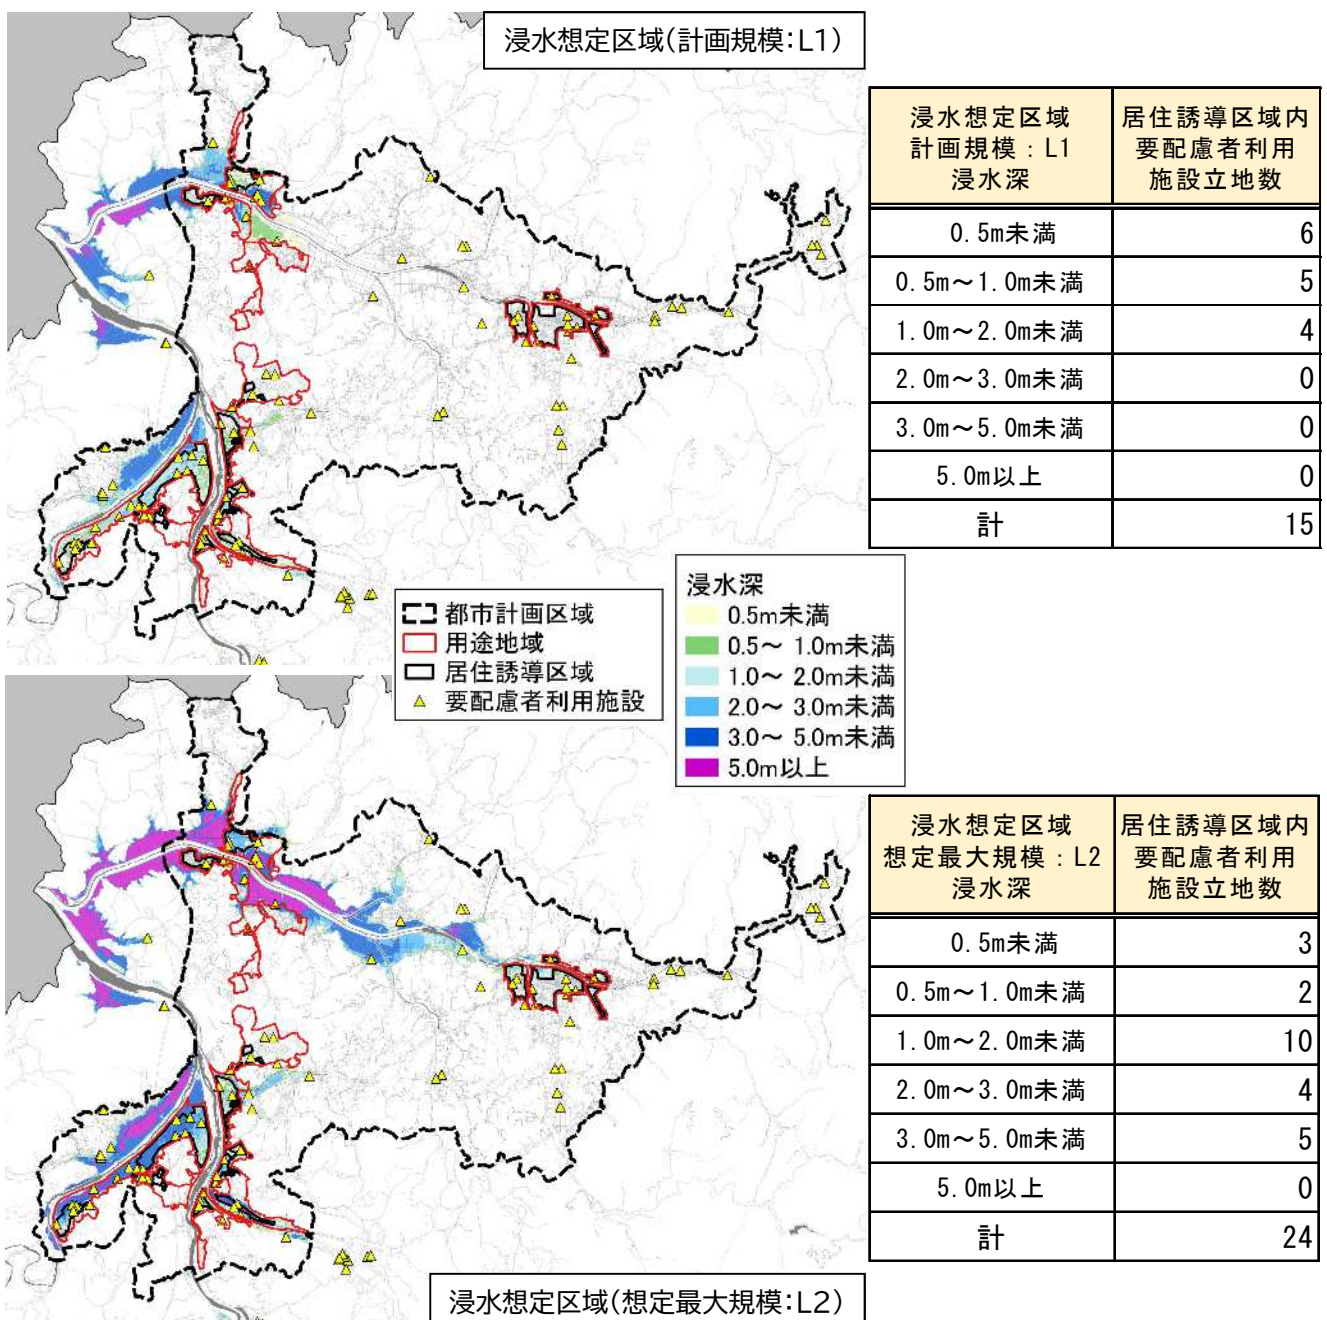 浸水想定区域(計画規模:L1)
浸水想定区域
計画規模：L1
浸水深
居住誘導区域内
要配慮者利用
施設立地数
0.5m未満 6
0.5m～1.0m未満 5
1.0m～2.0m未満 4
2.0m～3.0m未満 0
3.0m～5.0m未満 0
5.0m以上 0
計 15
都市計画区域
用途地域
居住誘導区域
要配慮者利用施設
浸水深
0.5m未満
0.5～ 1.0m未満
1.0～ 2.0m未満
2.0～ 3.0m未満
3.0～ 5.0m未満
5.0m以上
浸水想定区域
想定最大規模：L2
浸水深
居住誘導区域内
要配慮者利用
施設立地数
0.5m未満 3
0.5m～1.0m未満 2
1.0m～2.0m未満 10
2.0m～3.0m未満 4
3.0m～5.0m未満 5
5.0m以上 0
計 24
浸水想定区域(想定最大規模:L2)